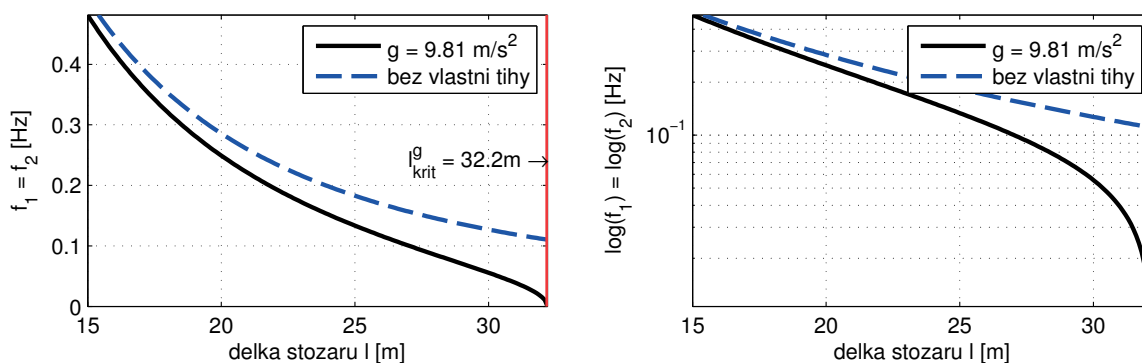 g = 9.81 m/s²
bez vlastni tihy
f₁ = f₂ [Hz]
0.4
0.3
0.2
0.1
0
l^g_krit = 32.2m
15 20 25 30
delka stozaru l [m]
g = 9.81 m/s²
bez vlastni tihy
log(f₁) = log(f₂) [Hz]
10⁻¹
15 20 25 30
delka stozaru l [m]